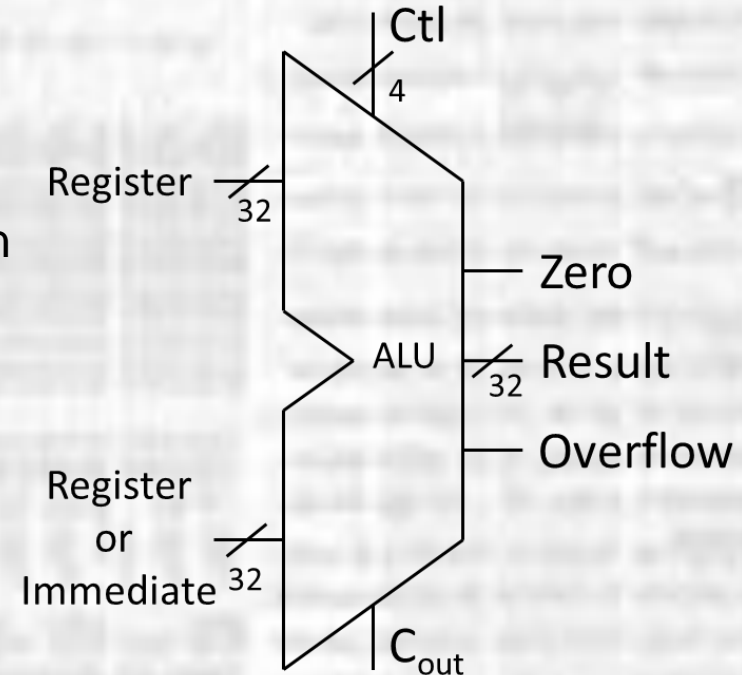 Ctl
4
Register
32
n
Zero
ALU
Result
32
Overflow
Register
or
Immediate
32
Cout